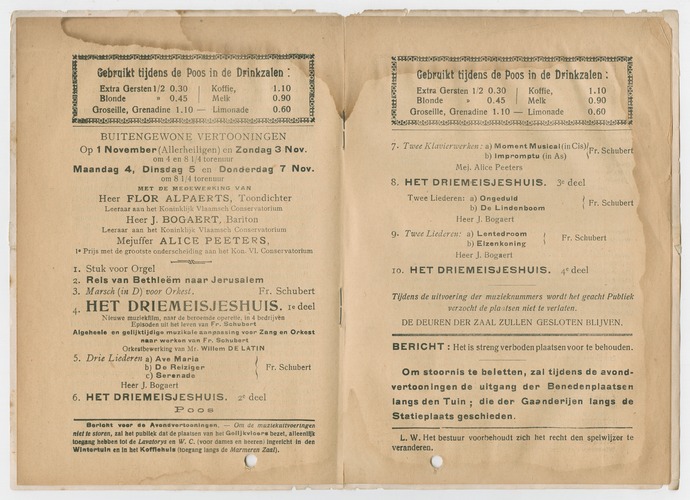 Gebruikt tijdens de Poos in de Drinkzalen :
Extra Gersten 1/2 0.30 | Koffie, 1.10
Blonde » 0.45 | Melk 0.90
Groseille, Grenadine 1.10 — Limonade 0.60
BUITENGEWONE VERTOONINGEN
Op 1 November (Allerheiligen) en Zondag 3 Nov.
om 4 en 8 1/4 torenuur
Maandag 4, Dinsdag 5 en Donderdag 7 Nov.
om 8 1/4 torenuur
MET DE MEDEWERKING VAN
Heer FLOR ALPAERTS, Toondichter
Leeraar aan het Koninklijk Vlaamsch Conservatorium
Heer J. BOGAERT, Bariton
Leeraar aan het Koninklijk Vlaamsch Conservatorium
Mejuffer ALICE PEETERS,
1e Prijs met de grootste onderscheiding aan het Kon. Vl. Conservatorium
1. Stuk voor Orgel
2. Reis van Bethleëm naar Jerusalem
3. Marsch (in D) voor Orkest. Fr. Schubert
4. HET DRIEMEISJESHUIS. 1e deel
Nieuwe muziekfilm, naar de beroemde operette, in 4 bedrijven
Episoden uit het leven van Fr. Schubert
Algeheele en gelijktijdige muzikale aanpassing voor Zang en Orkest
naar werken van Fr. Schubert
Orkestbewerking van Mr. Willem DE LATIN
5. Drie Liederen a) Ave Maria
b) De Reiziger Fr. Schubert
c) Serenade
Heer J. Bogaert
6. HET DRIEMEISJESHUIS. 2e deel
Poos
Bericht voor de Avondvertooningen. — Om de muziekuitvoeringen
niet te storen, zal het publiek dat de plaatsen van het Gelijkvloers bezet, alleenlijk
toegang hebben tot de Lavatorys en W. C. (voor dames en heeren) ingericht in den
Wintertuin en in het Koffiehuis (toegang langs de Marmeren Zaal).
Gebruikt tijdens de Poos in de Drinkzalen :
Extra Gersten 1/2 0.30 | Koffie, 1.10
Blonde » 0.45 | Melk 0.90
Groseille, Grenadine 1.10 — Limonade 0.60
7. Twee Klavierwerken: a) Moment Musical (in Cis)
b) Impromptu (in As) Fr. Schubert
Mej. Alice Peeters
8. HET DRIEMEISJESHUIS. 3e deel
Twee Liederen: a) Ongeduld
b) De Lindenboom Fr. Schubert
Heer J. Bogaert
9. Twee Liederen: a) Lentedroom
b) Elzenkoning Fr. Schubert
Heer J. Bogaert
10. HET DRIEMEISJESHUIS. 4e deel
Tijdens de uitvoering der muzieknummers wordt het geacht Publiek
verzocht de plaatsen niet te verlaten.
DE DEUREN DER ZAAL ZULLEN GESLOTEN BLIJVEN.
BERICHT : Het is streng verboden plaatsen voor te behouden.
Om stoornis te beletten, zal tijdens de avond-
vertooningen de uitgang der Benedenplaatsen
langs den Tuin ; die der Gaanderijen langs de
Statieplaats geschieden.
L. W. Het bestuur voorbehoudt zich het recht den spelwijzer te
veranderen.